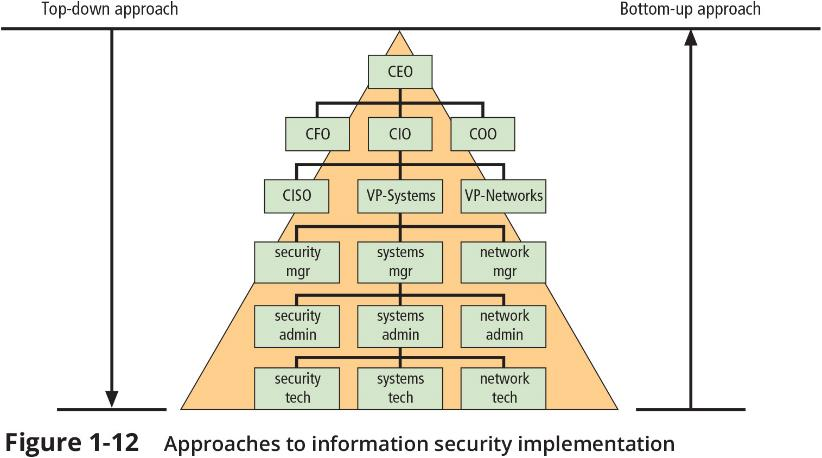 Top-down approach
Bottom-up approach
CEO
CFO
CIO
COO
CISO
VP-Systems
VP-Networks
security
mgr
systems
mgr
network
mgr
security
admin
systems
admin
network
admin
security
tech
systems
tech
network
tech
Figure 1-12 Approaches to information security implementation